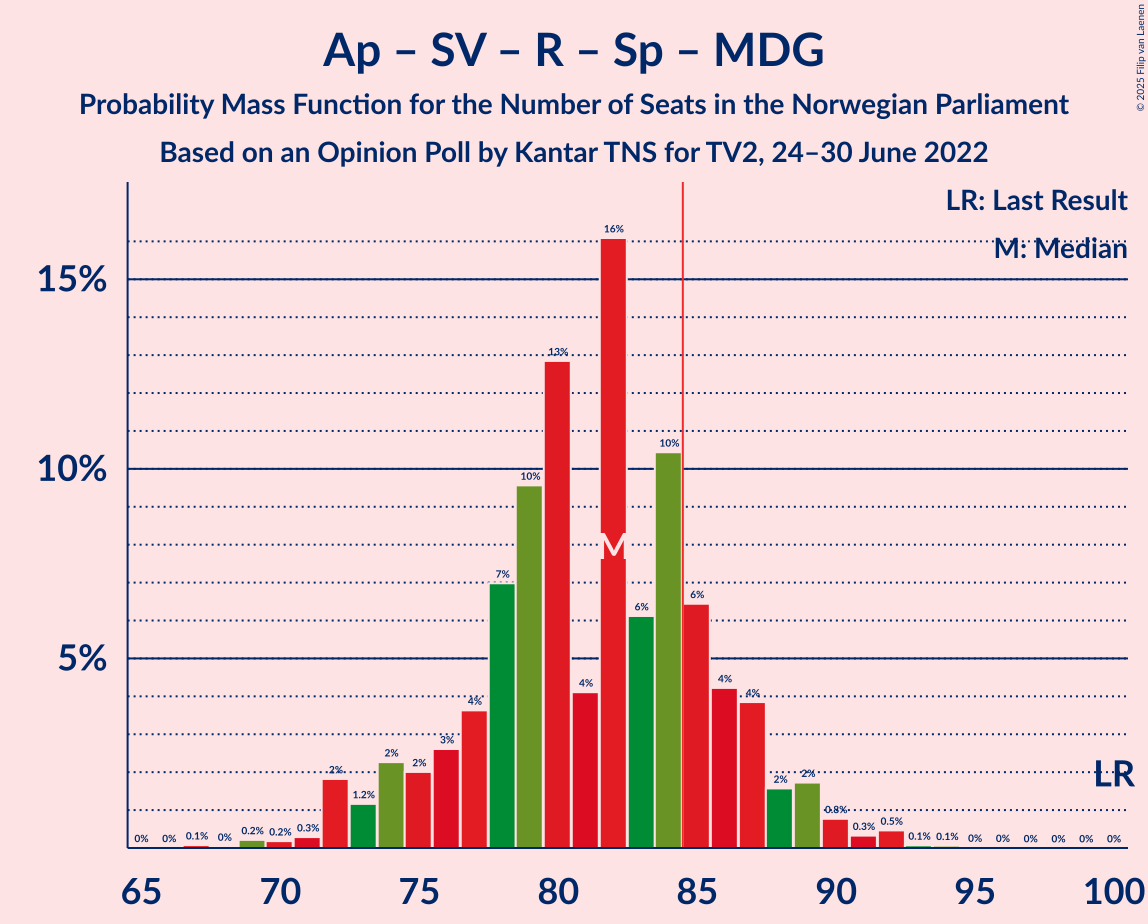 Ap – SV – R – Sp – MDG
Probability Mass Function for the Number of Seats in the Norwegian Parliament
Based on an Opinion Poll by Kantar TNS for TV2, 24–30 June 2022
© 2025 Filip van Laenen
LR: Last Result
M: Median
15%
10%
5%
0% 0% 0.1% 0% 0.2% 0.2% 0.3% 2% 1.2% 2% 2% 3% 4% 7% 10% 13% 4% 16% 6% 10% 6% 4% 4% 2% 2% 0.8% 0.3% 0.5% 0.1% 0.1% 0% 0% 0% 0% 0% 0%
M
LR
65 70 75 80 85 90 95 100